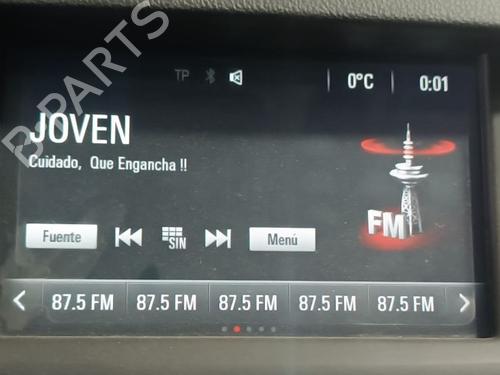 TP 0°C 0:01
JOVEN
Cuidado, Que Engancha !!
FM
Fuente SIN Menú
87.5 FM 87.5 FM 87.5 FM 87.5 FM 87.5 FM
B-PARTS